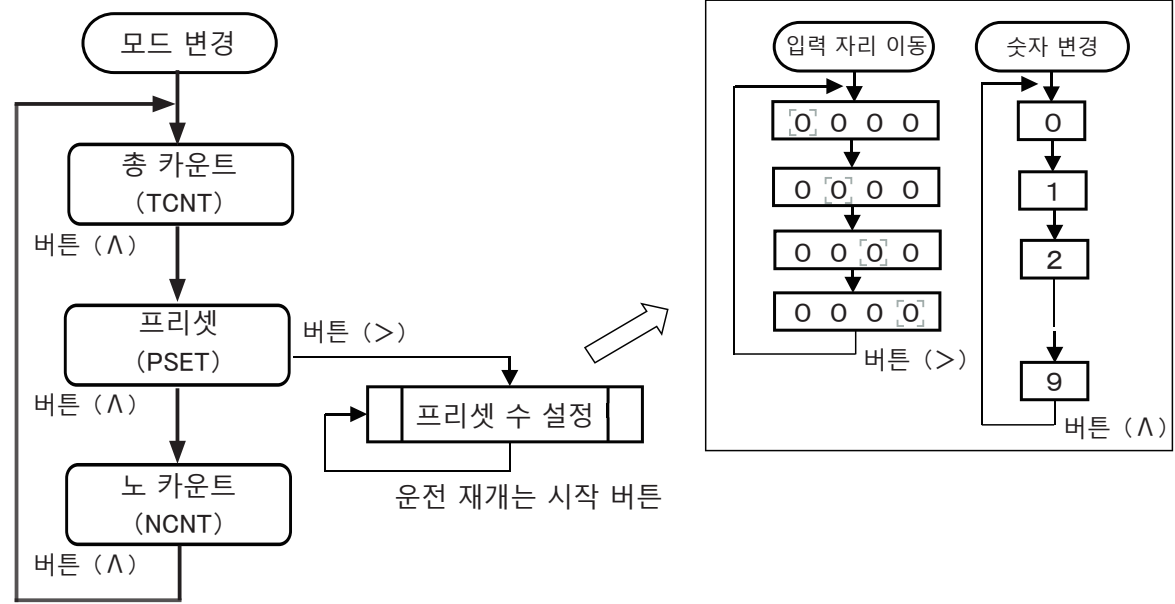 모드 변경
총 카운트
(TCNT)
버튼 (Λ)
프리셋
(PSET)
버튼 (>)
버튼 (Λ)
프리셋 수 설정
노 카운트
(NCNT)
운전 재개는 시작 버튼
버튼 (Λ)
입력 자리 이동
0 0 0 0
0 0 0 0
0 0 0 0
0 0 0 0
버튼 (>)
숫자 변경
0
1
2
9
버튼 (Λ)